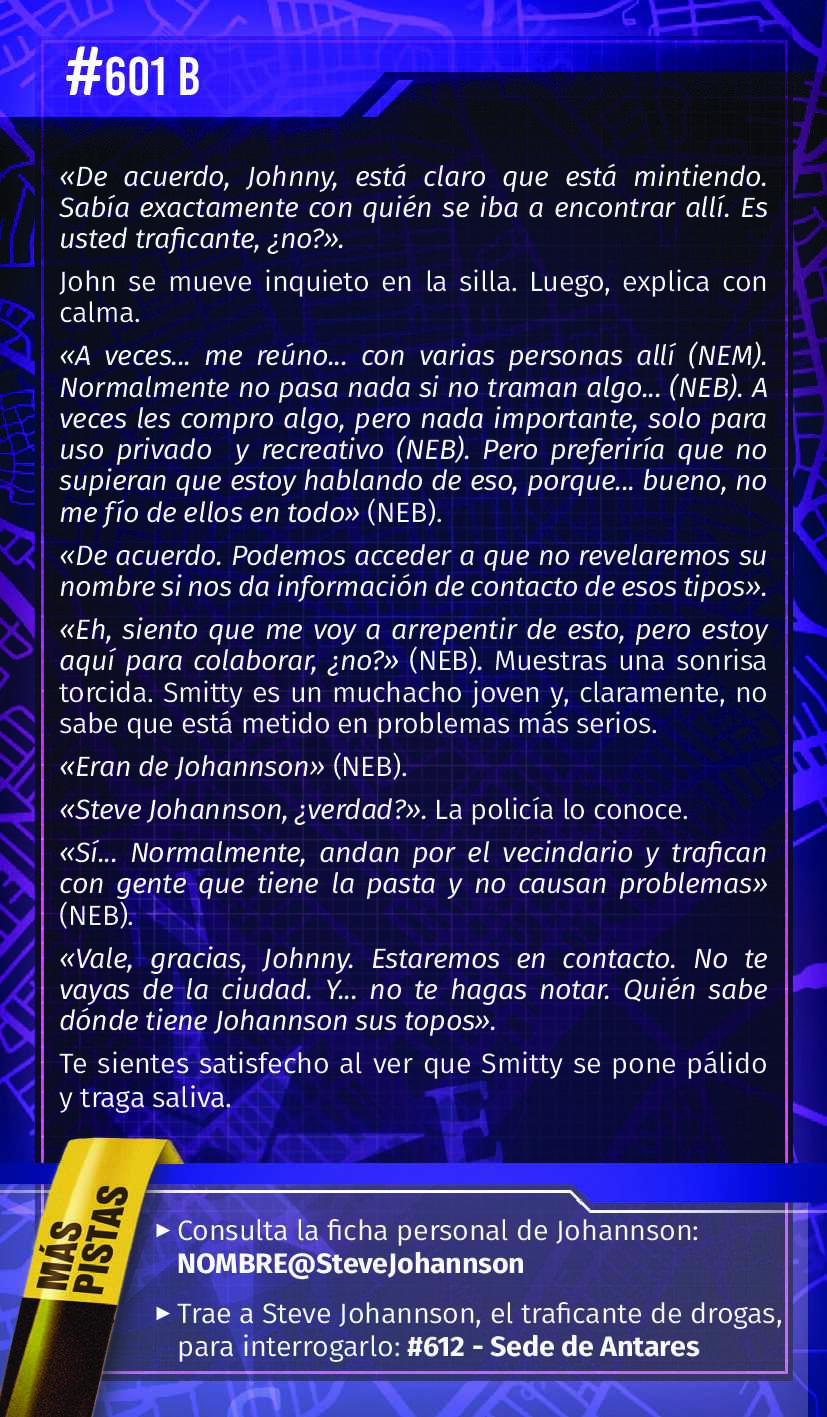 #601 B
«De acuerdo, Johnny, está claro que está mintiendo.
Sabía exactamente con quién se iba a encontrar allí. Es
usted traficante, ¿no?».
John se mueve inquieto en la silla. Luego, explica con
calma.
«A veces... me reúno... con varias personas allí (NEM).
Normalmente no pasa nada si no traman algo... (NEB). A
veces les compro algo, pero nada importante, solo para
uso privado y recreativo (NEB). Pero preferiría que no
supieran que estoy hablando de eso, porque... bueno, no
me fío de ellos en todo» (NEB).
«De acuerdo. Podemos acceder a que no revelaremos su
nombre si nos da información de contacto de esos tipos».
«Eh, siento que me voy a arrepentir de esto, pero estoy
aquí para colaborar, ¿no?» (NEB). Muestras una sonrisa
torcida. Smitty es un muchacho joven y, claramente, no
sabe que está metido en problemas más serios.
«Eran de Johannson» (NEB).
«Steve Johannson, ¿verdad?». La policía lo conoce.
«Sí... Normalmente, andan por el vecindario y trafican
con gente que tiene la pasta y no causan problemas»
(NEB).
«Vale, gracias, Johnny. Estaremos en contacto. No te
vayas de la ciudad. Y... no te hagas notar. Quién sabe
dónde tiene Johannson sus topos».
Te sientes satisfecho al ver que Smitty se pone pálido
y traga saliva.
E
MÁS
PISTAS
▸ Consulta la ficha personal de Johannson:
NOMBRE@SteveJohannson
▸ Trae a Steve Johannson, el traficante de drogas,
para interrogarlo: #612 - Sede de Antares